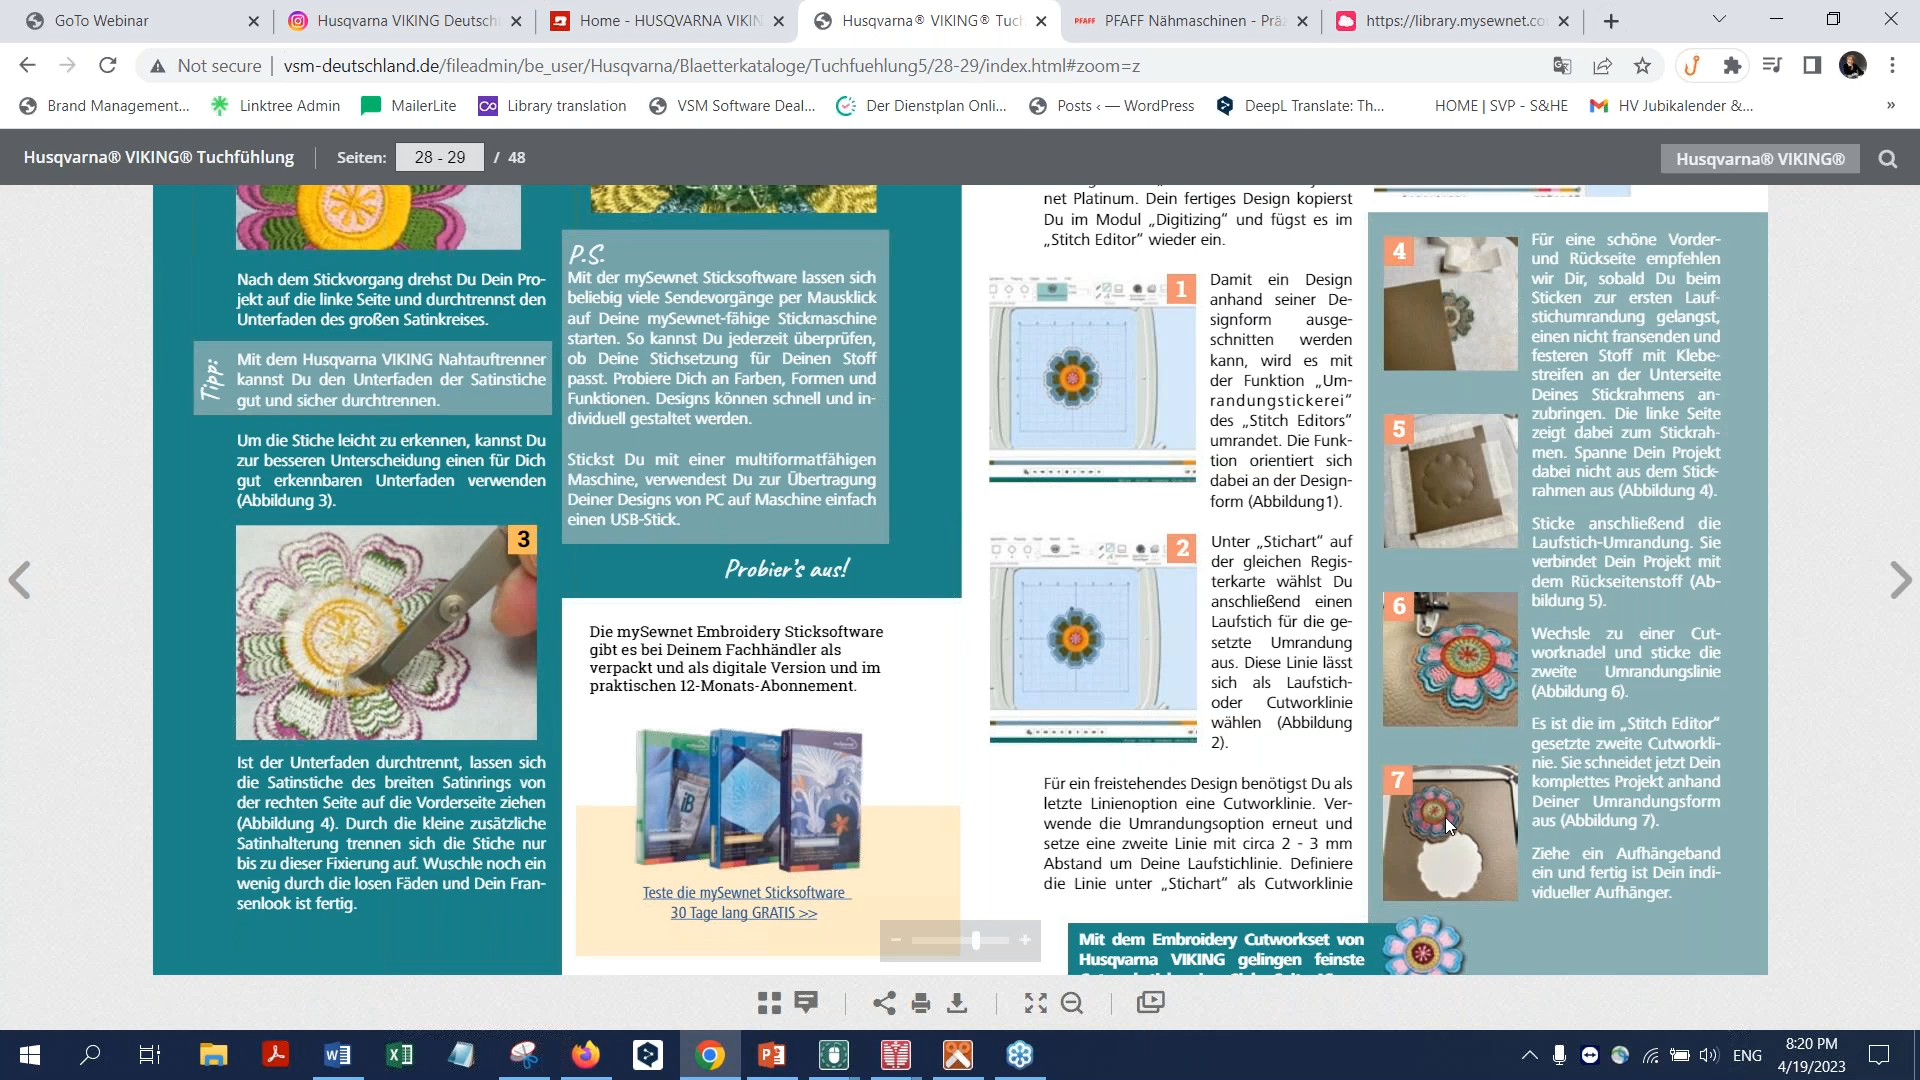 GoTo Webinar
Husqvarna VIKING Deutsch
Home - HUSQVARNA VIKIN
Husqvarna® VIKING® Tuch
PFAFF
PFAFF Nähmaschinen - Präz
https://library.mysewnet.co
Not secure
vsm-deutschland.de/fileadmin/be_user/Husqvarna/Blaetterkataloge/Tuchfuehlung5/28-29/index.html#zoom=z
Brand Management...
Linktree Admin
MailerLite
Library translation
VSM Software Deal...
Der Dienstplan Onli...
Posts ‹ — WordPress
DeepL Translate: Th...
HOME | SVP - S&HE
HV Jubikalender &...
»
Husqvarna® VIKING® Tuchfühlung
Seiten: 28 - 29 / 48
Husqvarna® VIKING®
Nach dem Stickvorgang drehst Du Dein Pro-
jekt auf die linke Seite und durchtrennst den
Unterfaden des großen Satinkreises.
Tipp:
Mit dem Husqvarna VIKING Nahtauftrenner
kannst Du den Unterfaden der Satinstiche
gut und sicher durchtrennen.
Um die Stiche leicht zu erkennen, kannst Du
zur besseren Unterscheidung einen für Dich
gut erkennbaren Unterfaden verwenden
(Abbildung 3).
3
Ist der Unterfaden durchtrennt, lassen sich
die Satinstiche des breiten Satinrings von
der rechten Seite auf die Vorderseite ziehen
(Abbildung 4). Durch die kleine zusätzliche
Satinhalterung trennen sich die Stiche nur
bis zu dieser Fixierung auf. Wuschle noch ein
wenig durch die losen Fäden und Dein Fran-
senlook ist fertig.
P.S.
Mit der mySewnet Sticksoftware lassen sich
beliebig viele Sendevorgänge per Mausklick
auf Deine mySewnet-fähige Stickmaschine
starten. So kannst Du jederzeit überprüfen,
ob Deine Stichsetzung für Deinen Stoff
passt. Probiere Dich an Farben, Formen und
Funktionen. Designs können schnell und in-
dividuell gestaltet werden.
Stickst Du mit einer multiformatfähigen
Maschine, verwendest Du zur Übertragung
Deiner Designs von PC auf Maschine einfach
einen USB-Stick.
Probier's aus!
Die mySewnet Embroidery Sticksoftware
gibt es bei Deinem Fachhändler als
verpackt und als digitale Version und im
praktischen 12-Monats-Abonnement.
Teste die mySewnet Sticksoftware
30 Tage lang GRATIS >>
net Platinum. Dein fertiges Design kopierst
Du im Modul „Digitizing“ und fügst es im
„Stitch Editor“ wieder ein.
1
Damit ein Design
anhand seiner De-
signform ausge-
schnitten werden
kann, wird es mit
der Funktion „Um-
randungstickerei“
des „Stitch Editors“
umrandet. Die Funk-
tion orientiert sich
dabei an der Design-
form (Abbildung1).
2
Unter „Stichart“ auf
der gleichen Regis-
terkarte wählst Du
anschließend einen
Laufstich für die ge-
setzte Umrandung
aus. Diese Linie lässt
sich als Laufstich-
oder Cutworklinie
wählen (Abbildung
2).
Für ein freistehendes Design benötigst Du als
letzte Linienoption eine Cutworklinie. Ver-
wende die Umrandungsoption erneut und
setze eine zweite Linie mit circa 2 - 3 mm
Abstand um Deine Laufstichlinie. Definiere
die Linie unter „Stichart“ als Cutworklinie
Mit dem Embroidery Cutworkset von
Husqvarna VIKING gelingen feinste
4
Für eine schöne Vorder-
und Rückseite empfehlen
wir Dir, sobald Du beim
Sticken zur ersten Lauf-
stichumrandung gelangst,
einen nicht fransenden und
festeren Stoff mit Klebe-
streifen an der Unterseite
Deines Stickrahmens an-
zubringen. Die linke Seite
zeigt dabei zum Stickrah-
men. Spanne Dein Projekt
dabei nicht aus dem Stick-
rahmen aus (Abbildung 4).
5
Sticke anschließend die
Laufstich-Umrandung. Sie
verbindet Dein Projekt mit
dem Rückseitenstoff (Ab-
bildung 5).
6
Wechsle zu einer Cut-
worknadel und sticke die
zweite Umrandungslinie
(Abbildung 6).
Es ist die im „Stitch Editor“
gesetzte zweite Cutworkli-
nie. Sie schneidet jetzt Dein
komplettes Projekt anhand
Deiner Umrandungsform
aus (Abbildung 7).
7
Ziehe ein Aufhängeband
ein und fertig ist Dein indi-
vidueller Aufhänger.
ENG
8:20 PM
4/19/2023